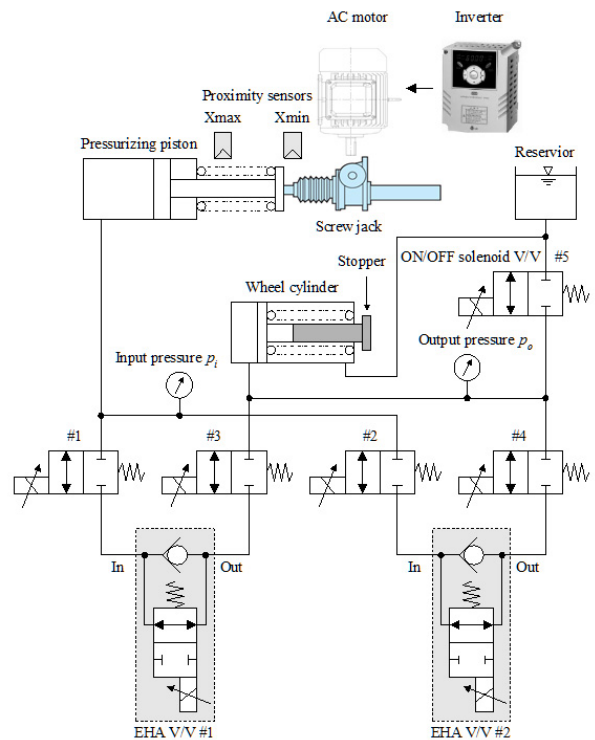 AC motor
Inverter
Proximity sensors
Xmax
Xmin
Pressurizing piston
Reservior
Screw jack
Stopper
ON/OFF solenoid V/V #5
Wheel cylinder
Output pressure pₒ
Input pressure pᵢ
#1
#3
#2
#4
In
Out
In
Out
EHA V/V #1
EHA V/V #2